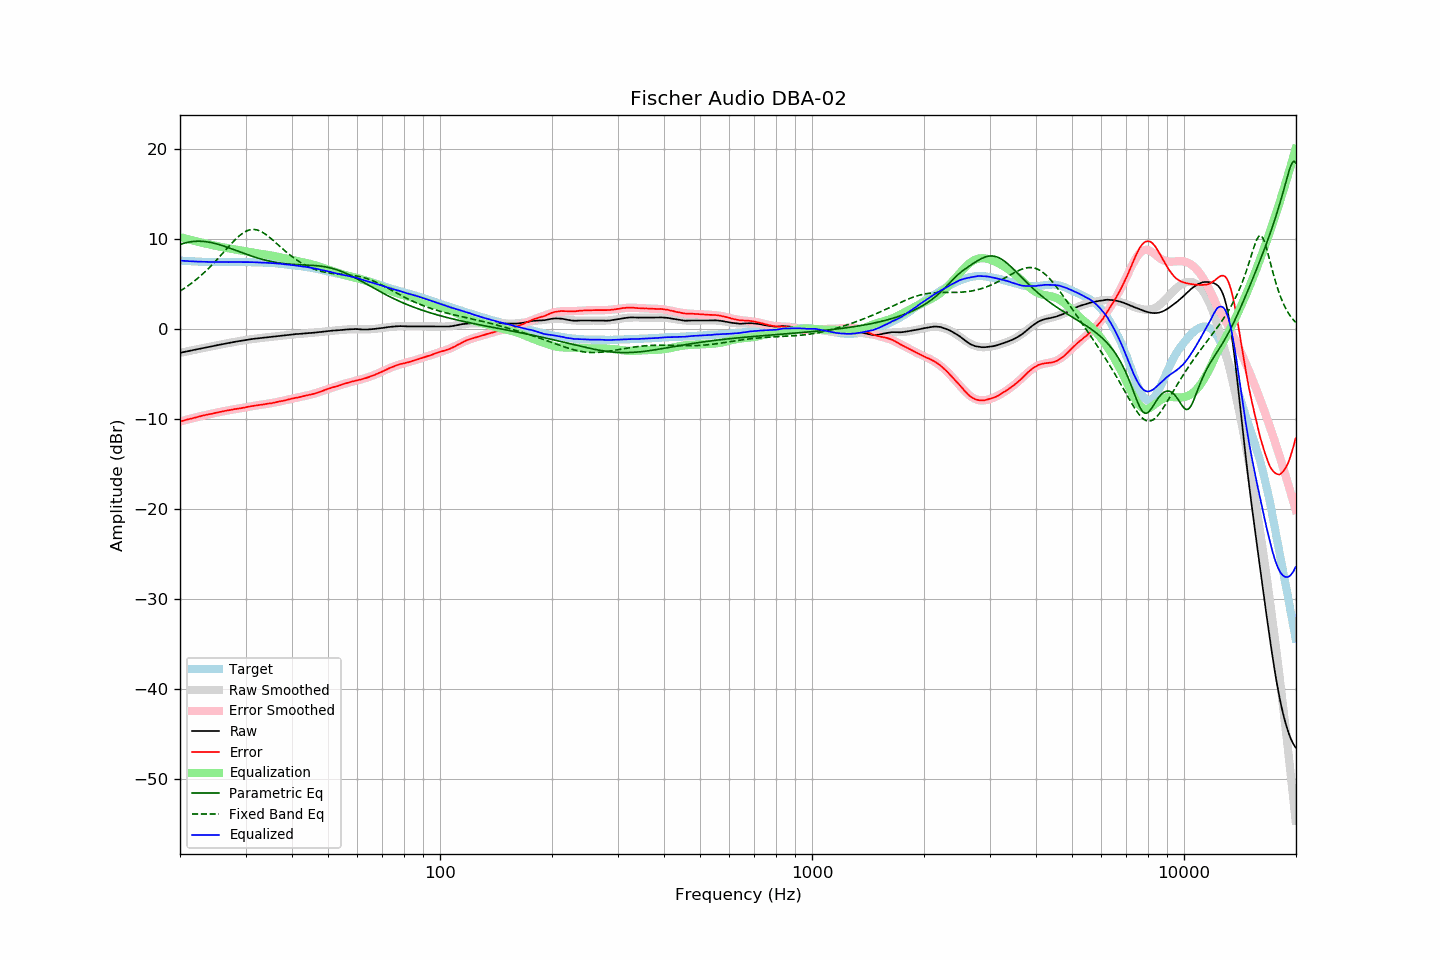 Fischer Audio DBA-02
20
10
0
−10
−20
−30
−40
−50
Amplitude (dBr)
Target
Raw Smoothed
Error Smoothed
Raw
Error
Equalization
Parametric Eq
Fixed Band Eq
Equalized
100
1000
10000
Frequency (Hz)